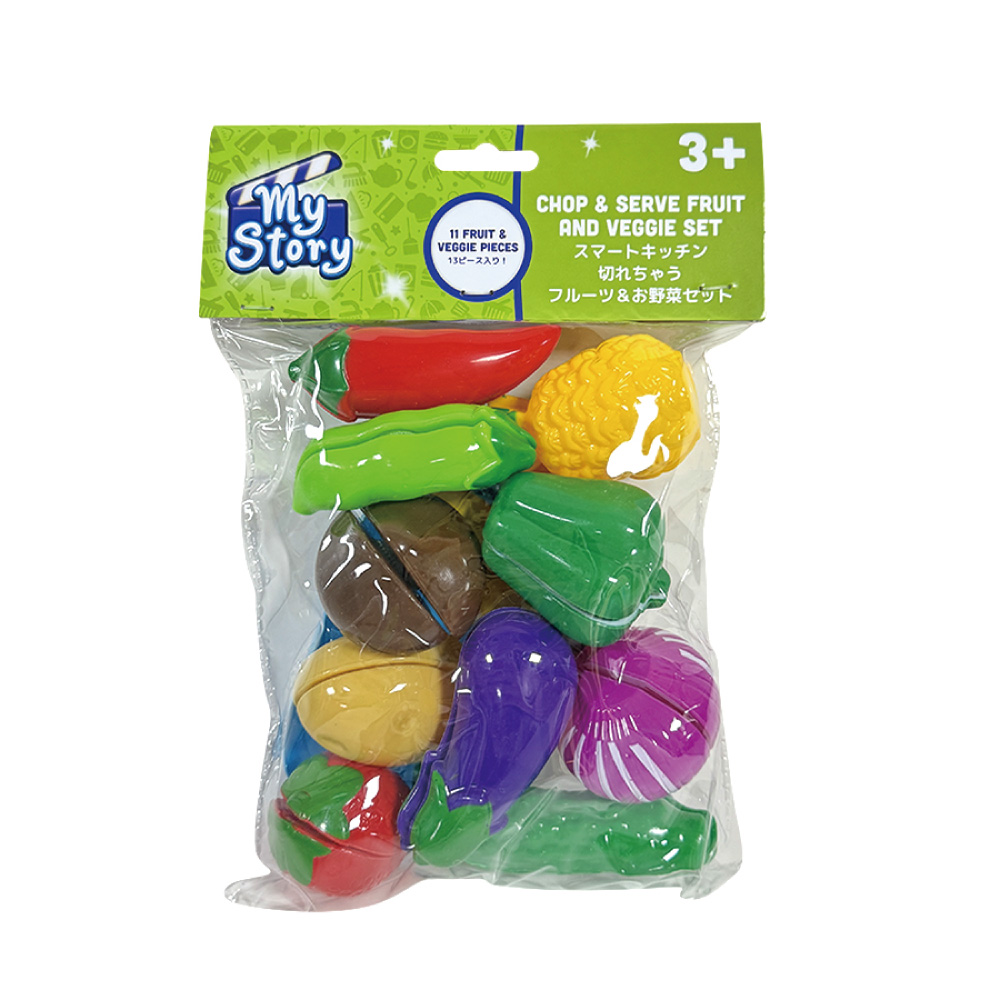 My
Story
11 FRUIT &
VEGGIE PIECES
13ピース入り!
3+
CHOP & SERVE FRUIT
AND VEGGIE SET
スマートキッチン
切れちゃう
フルーツ&お野菜セット